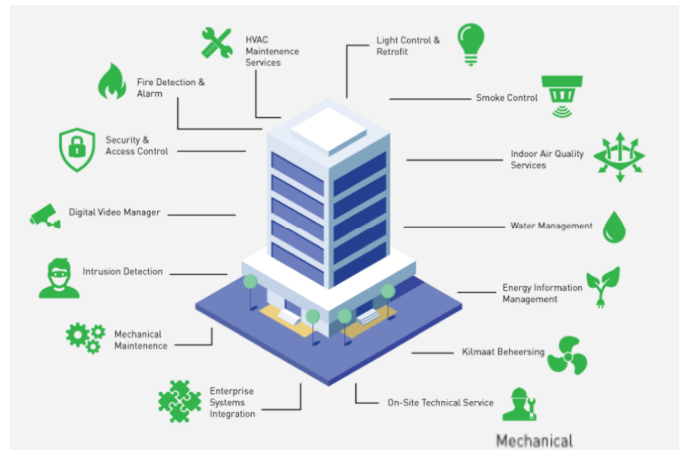 HVAC
Maintenence
Services
Light Control &
Retrofit
Fire Detection &
Alarm
Smoke Control
Security &
Access Control
Indoor Air Quality
Services
Digital Video Manager
Water Management
Intrusion Detection
Energy Information
Management
Mechanical
Maintenence
Kilmaat Beheersing
Enterprise
Systems
Integration
On-Site Technical Service
Mechanical